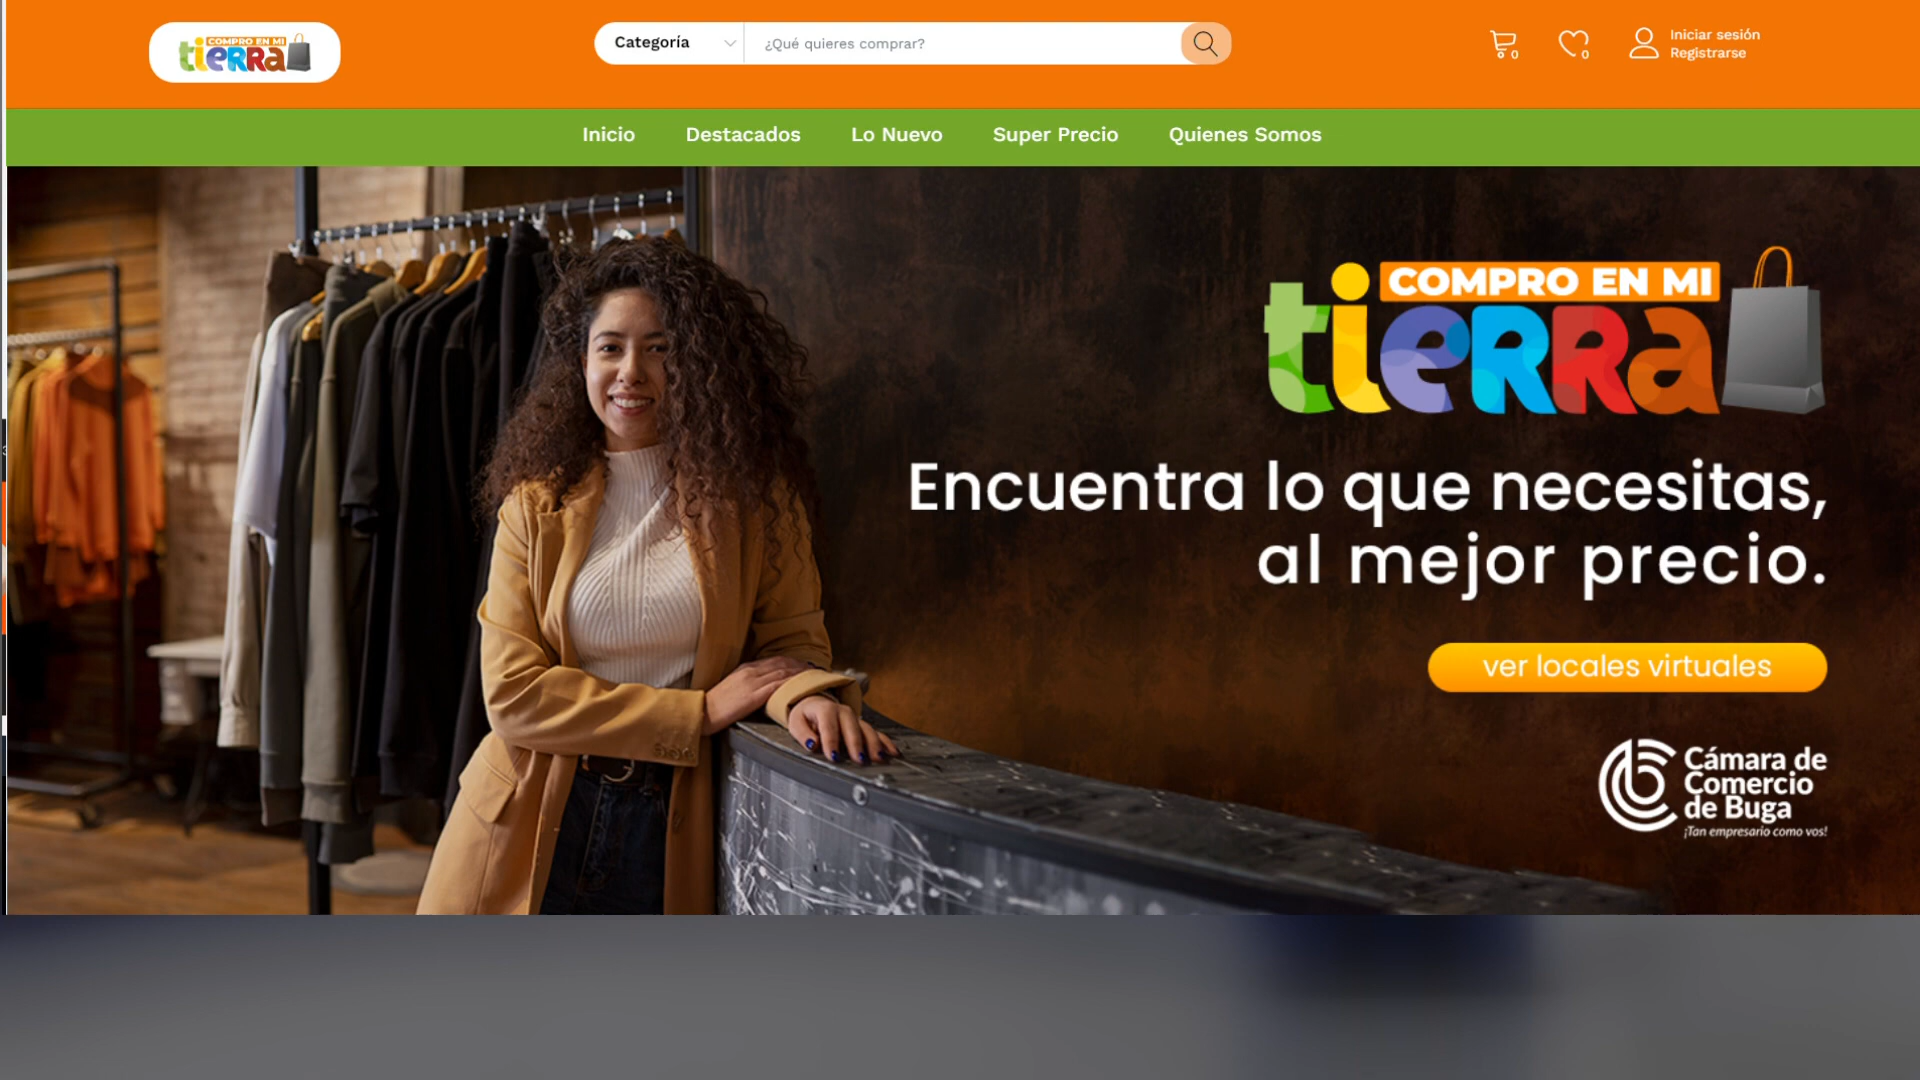 COMPRO EN MI
tierra
Categoría
¿Qué quieres comprar?
0
0
Iniciar sesión
Registrarse
Inicio
Destacados
Lo Nuevo
Super Precio
Quienes Somos
COMPRO EN MI
tierra
Encuentra lo que necesitas,
al mejor precio.
ver locales virtuales
Cámara de
Comercio
de Buga
¡Tan empresario como vos!